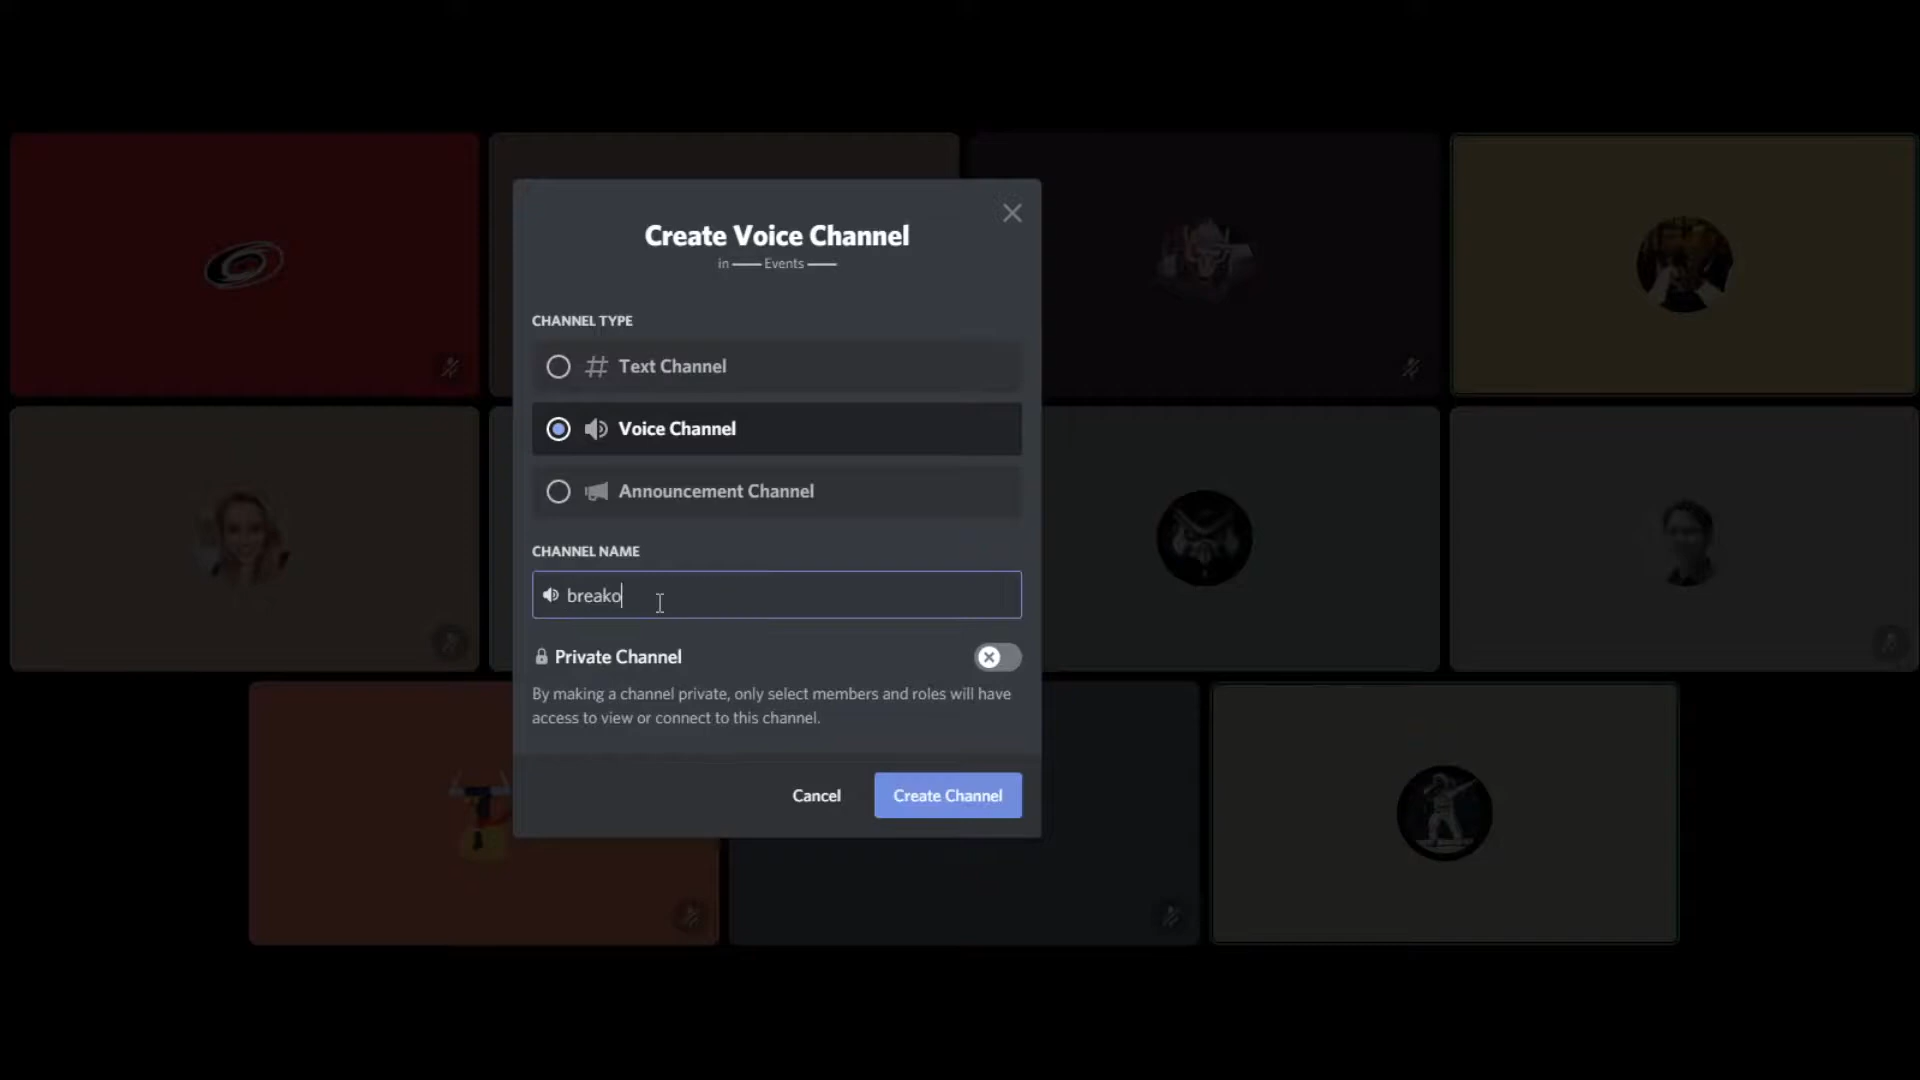 Create Voice Channel
in —— Events ——
CHANNEL TYPE
Text Channel
Voice Channel
Announcement Channel
CHANNEL NAME
breako
Private Channel
By making a channel private, only select members and roles will have
access to view or connect to this channel.
Cancel
Create Channel